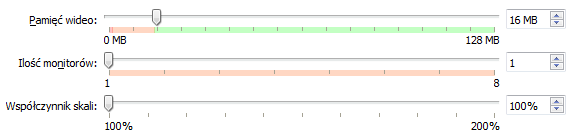 Pamięć wideo: 16 MB
0 MB 128 MB
Ilość monitorów: 1
1 8
Współczynnik skali: 100%
100% 200%